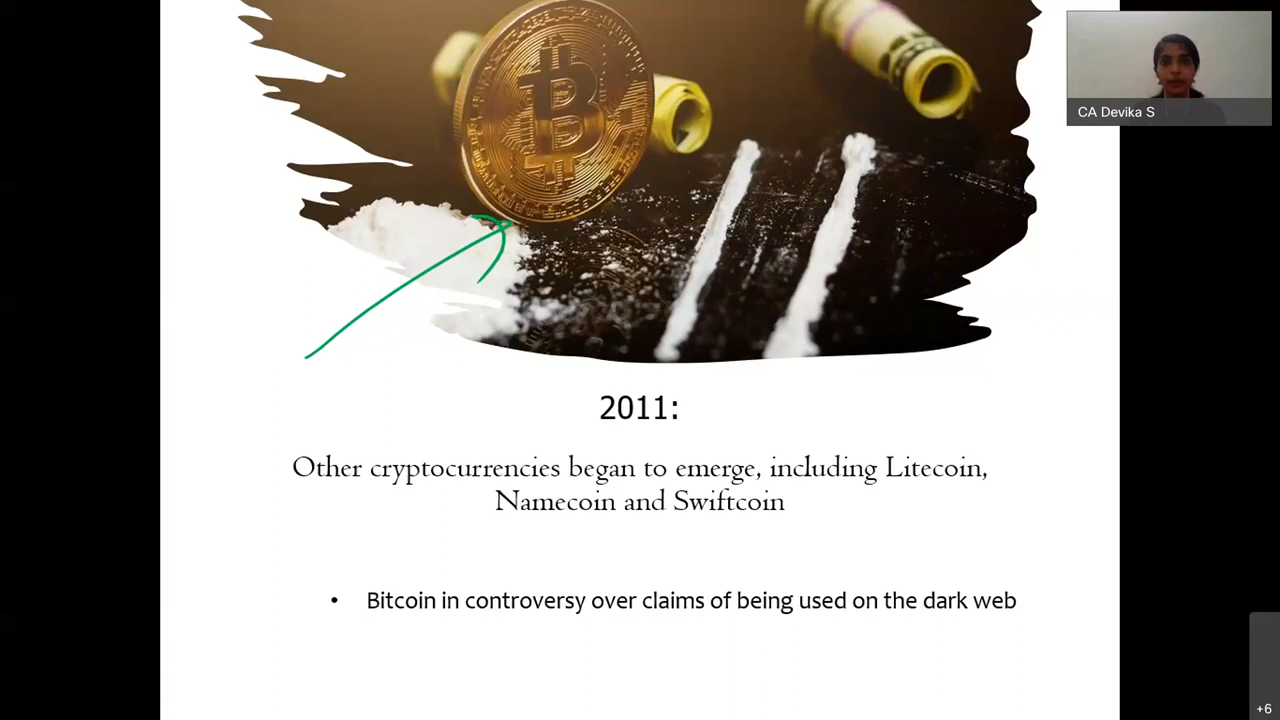 CA Devika S
2011:
Other cryptocurrencies began to emerge, including Litecoin,
Namecoin and Swiftcoin
• Bitcoin in controversy over claims of being used on the dark web
+6